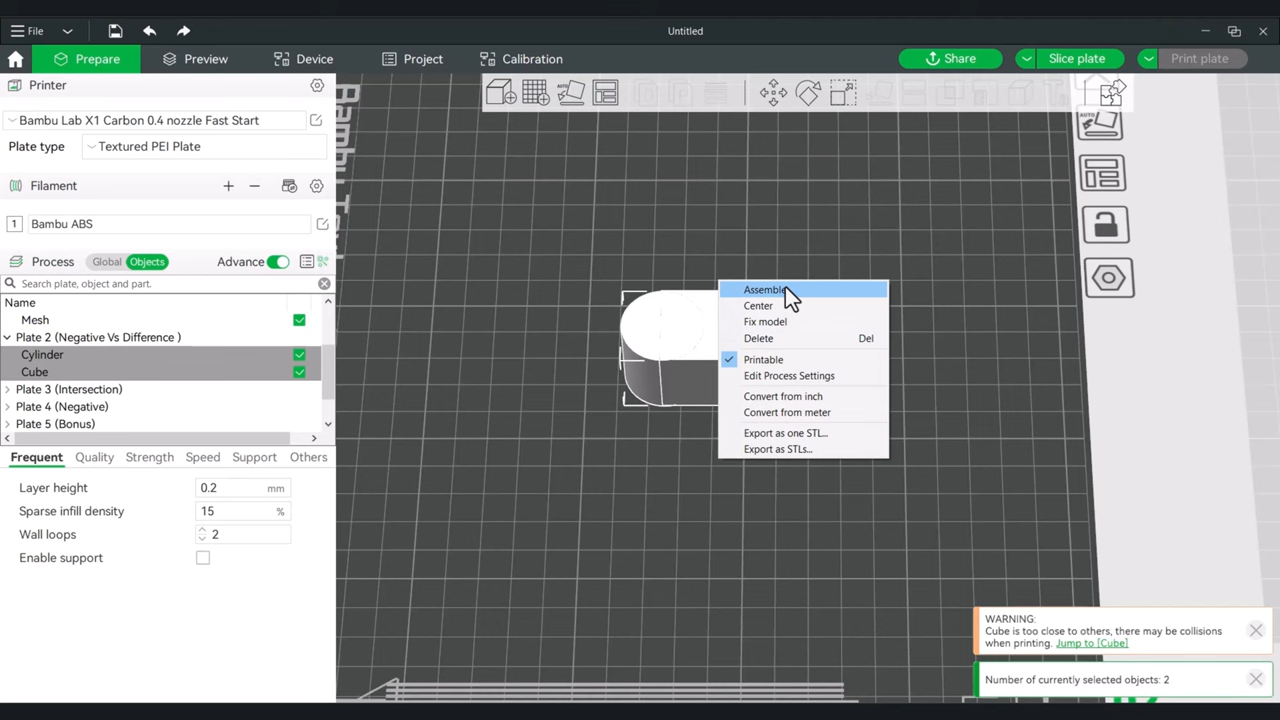 Untitled
File
Prepare
Preview
Device
Project
Calibration
Share
Slice plate
Print plate
Printer
Bambu Lab X1 Carbon 0.4 nozzle Fast Start
Plate type
Textured PEI Plate
Filament
1
Bambu ABS
Process
Global
Objects
Advance
Search plate, object and part.
Name
Mesh
Plate 2 (Negative Vs Difference )
Cylinder
Cube
Plate 3 (Intersection)
Plate 4 (Negative)
Plate 5 (Bonus)
Frequent
Quality
Strength
Speed
Support
Others
Layer height
0.2
mm
Sparse infill density
15
%
Wall loops
2
Enable support
Bambu
AUTO
AUTO
Assemble
Center
Fix model
Delete
Del
Printable
Edit Process Settings
Convert from inch
Convert from meter
Export as one STL...
Export as STLs...
WARNING:
Cube is too close to others, there may be collisions
when printing. Jump to [Cube]
Number of currently selected objects: 2